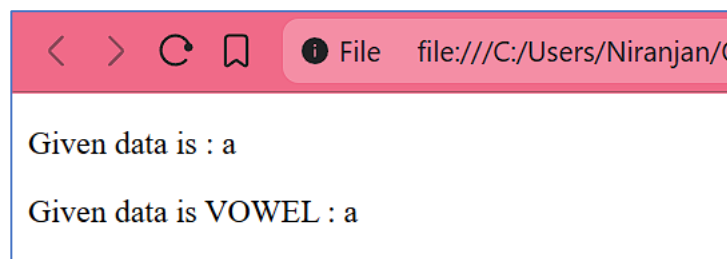 File file:///C:/Users/Niranjan/
Given data is : a
Given data is VOWEL : a